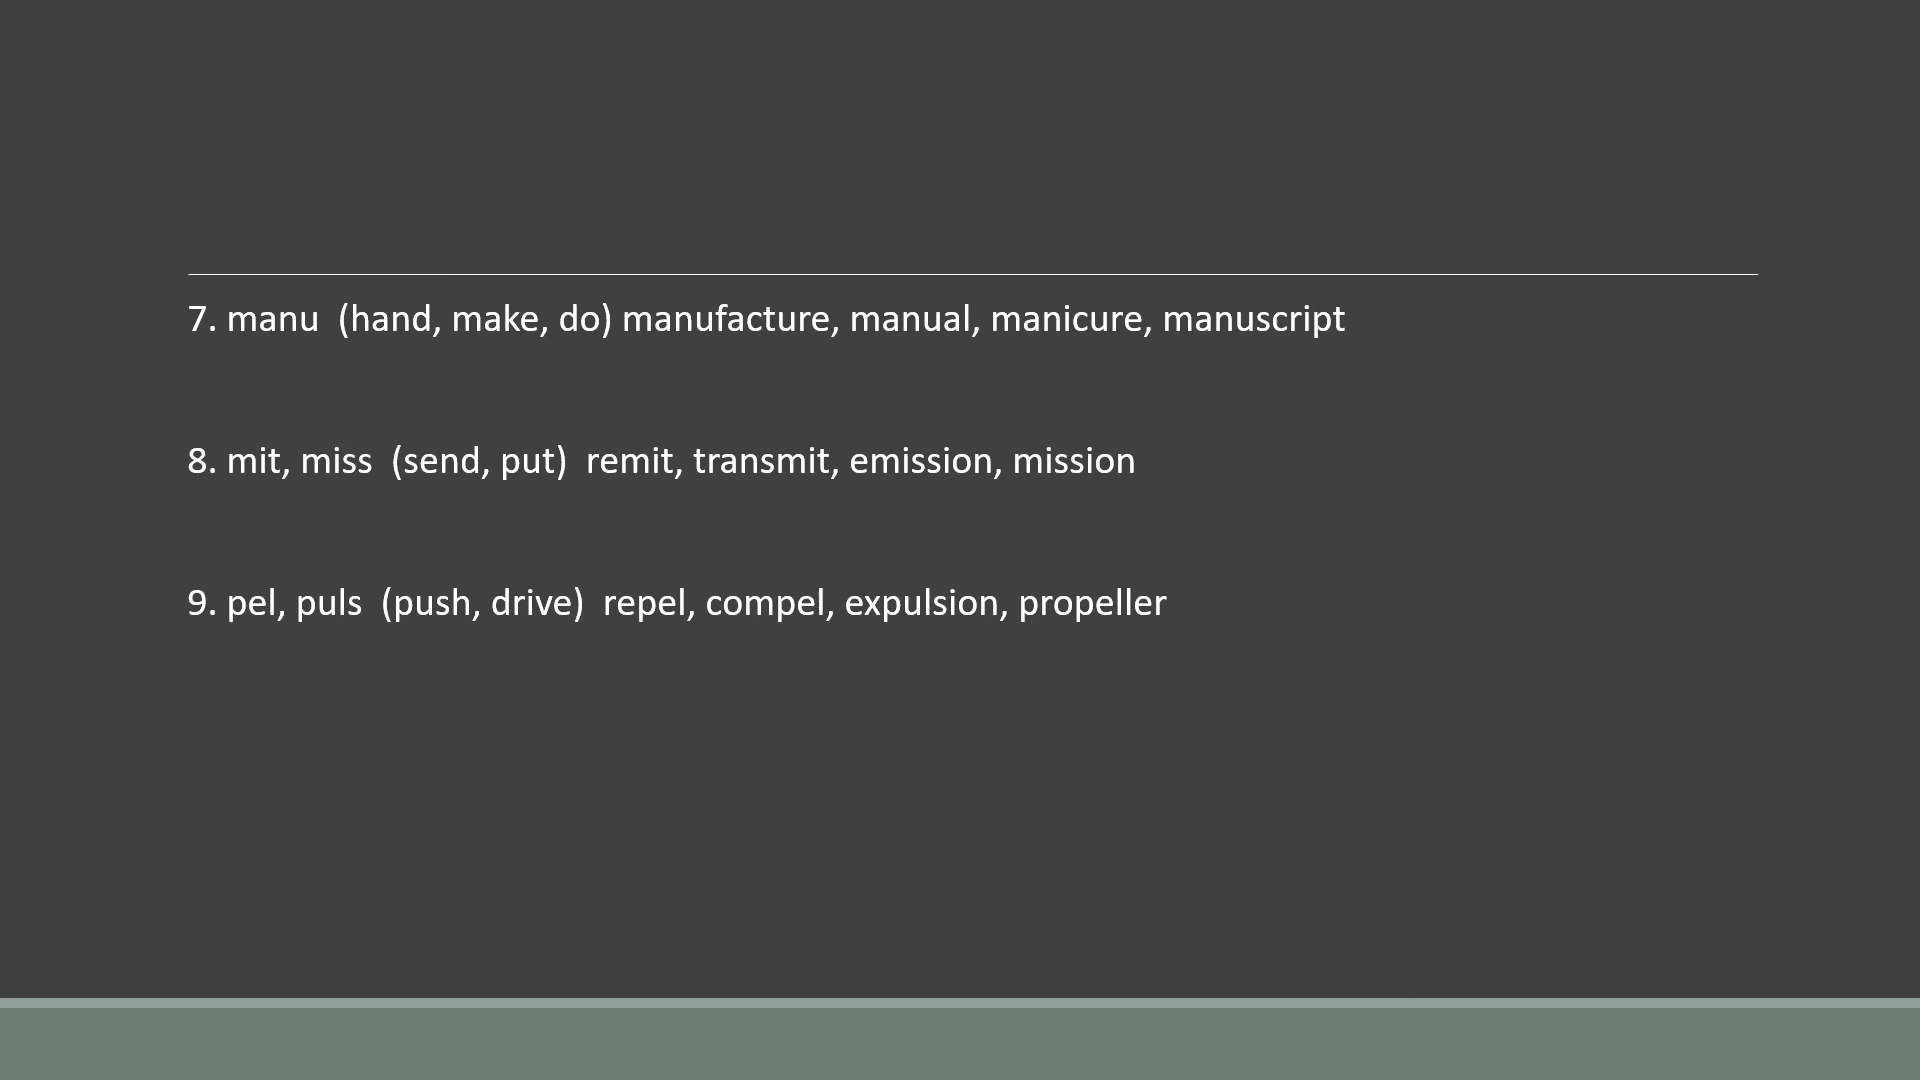 7. manu  (hand, make, do) manufacture, manual, manicure, manuscript
8. mit, miss  (send, put)  remit, transmit, emission, mission
9. pel, puls  (push, drive)  repel, compel, expulsion, propeller